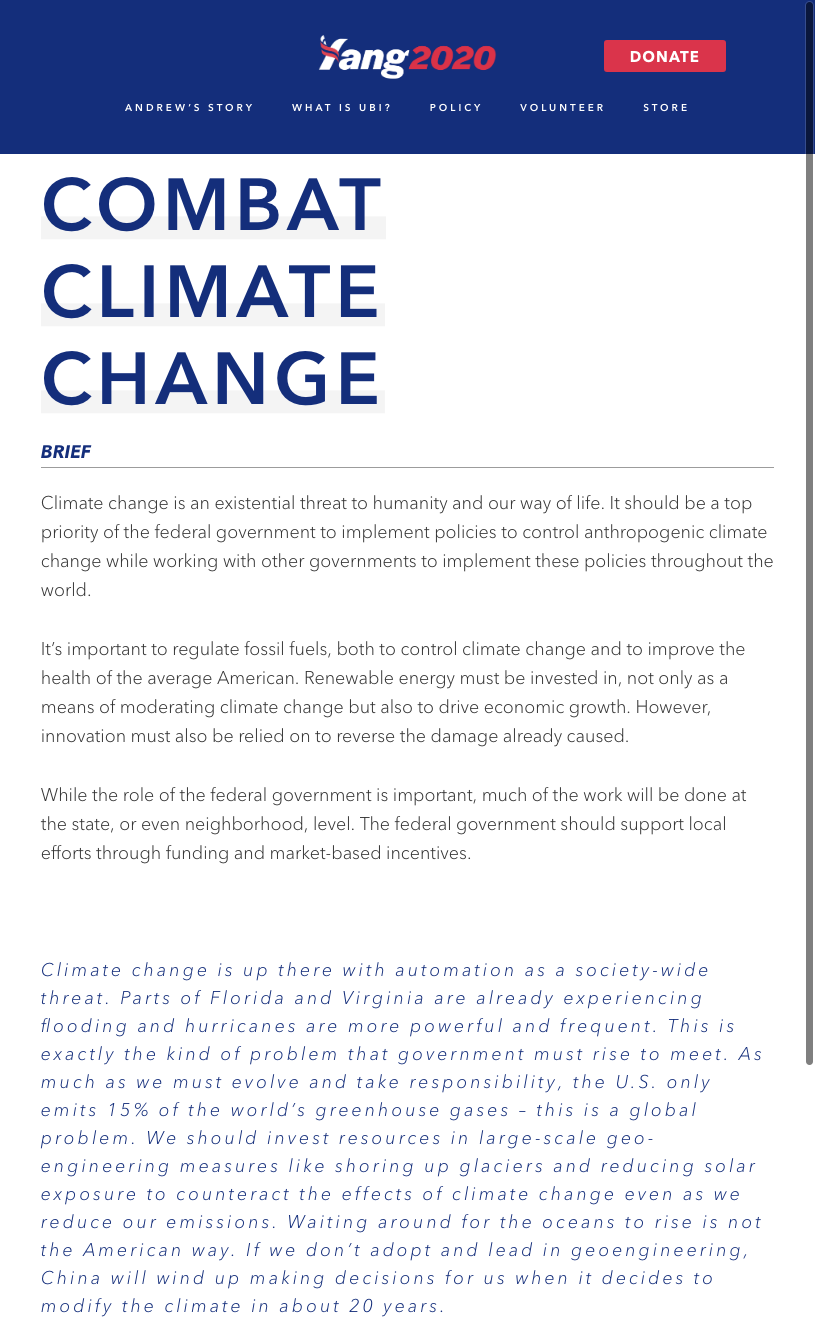 Yang2020
DONATE
ANDREW'S STORY WHAT IS UBI? POLICY VOLUNTEER STORE
COMBAT
CLIMATE
CHANGE
BRIEF
Climate change is an existential threat to humanity and our way of life. It should be a top
priority of the federal government to implement policies to control anthropogenic climate
change while working with other governments to implement these policies throughout the
world.
It’s important to regulate fossil fuels, both to control climate change and to improve the
health of the average American. Renewable energy must be invested in, not only as a
means of moderating climate change but also to drive economic growth. However,
innovation must also be relied on to reverse the damage already caused.
While the role of the federal government is important, much of the work will be done at
the state, or even neighborhood, level. The federal government should support local
efforts through funding and market-based incentives.
Climate change is up there with automation as a society-wide
threat. Parts of Florida and Virginia are already experiencing
flooding and hurricanes are more powerful and frequent. This is
exactly the kind of problem that government must rise to meet. As
much as we must evolve and take responsibility, the U.S. only
emits 15% of the world’s greenhouse gases – this is a global
problem. We should invest resources in large-scale geo-
engineering measures like shoring up glaciers and reducing solar
exposure to counteract the effects of climate change even as we
reduce our emissions. Waiting around for the oceans to rise is not
the American way. If we don’t adopt and lead in geoengineering,
China will wind up making decisions for us when it decides to
modify the climate in about 20 years.